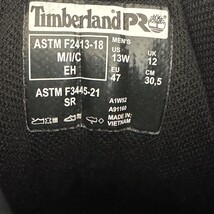 Timberland PRO
ASTM F2413-18
M/I/C
EH
ASTM F3445-21
SR
MEN'S
US 13W
UK 12
EU 47
CM 30,5
A1W52
A91160
MADE IN
VIETNAM